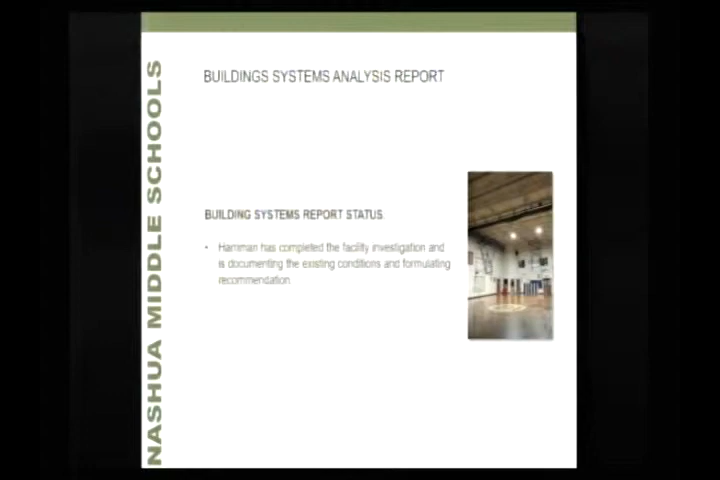 NASHUA MIDDLE SCHOOLS
BUILDINGS SYSTEMS ANALYSIS REPORT
BUILDING SYSTEMS REPORT STATUS
• Harriman has completed the facility investigation and
is documenting the existing conditions and formulating
recommendation